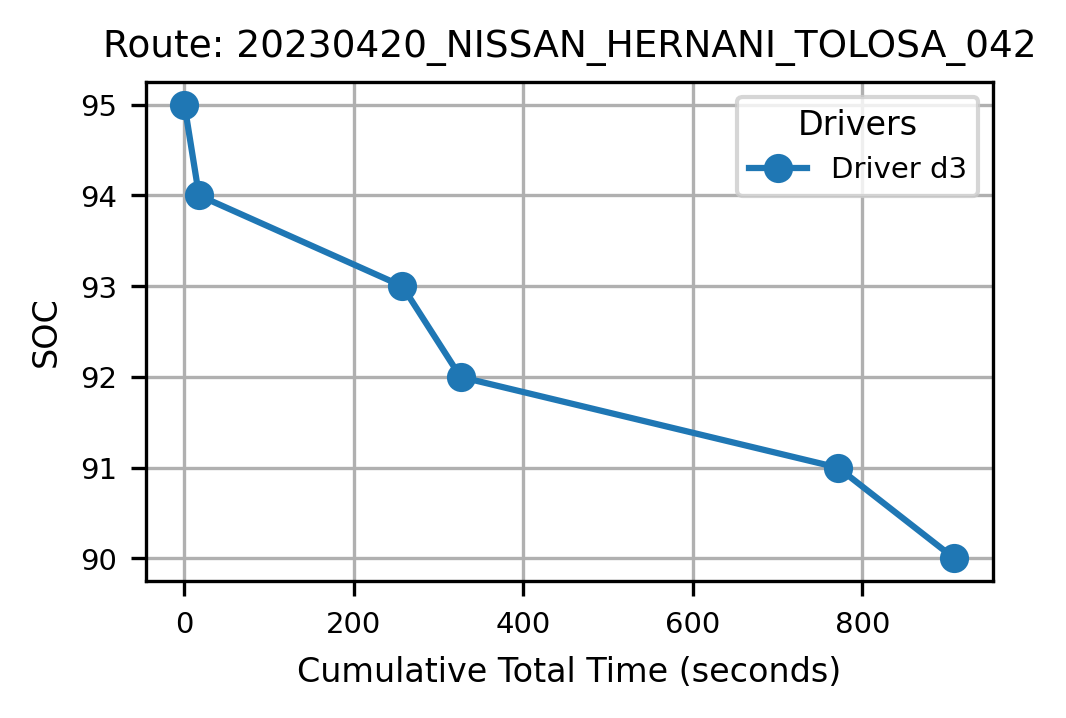 Route: 20230420_NISSAN_HERNANI_TOLOSA_042
Drivers
Driver d3
95
94
93
92
91
90
SOC
0 200 400 600 800
Cumulative Total Time (seconds)